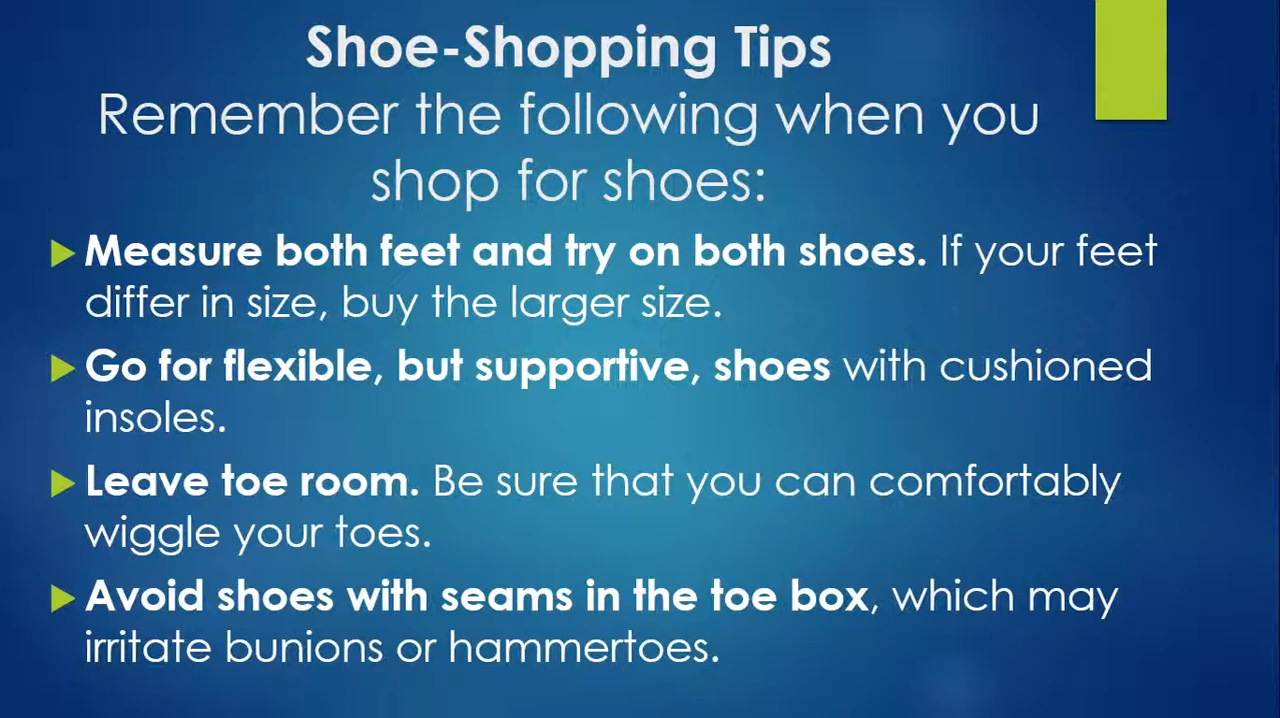 Shoe-Shopping Tips
Remember the following when you
shop for shoes:
Measure both feet and try on both shoes. If your feet
differ in size, buy the larger size.
Go for flexible, but supportive, shoes with cushioned
insoles.
Leave toe room. Be sure that you can comfortably
wiggle your toes.
Avoid shoes with seams in the toe box, which may
irritate bunions or hammertoes.